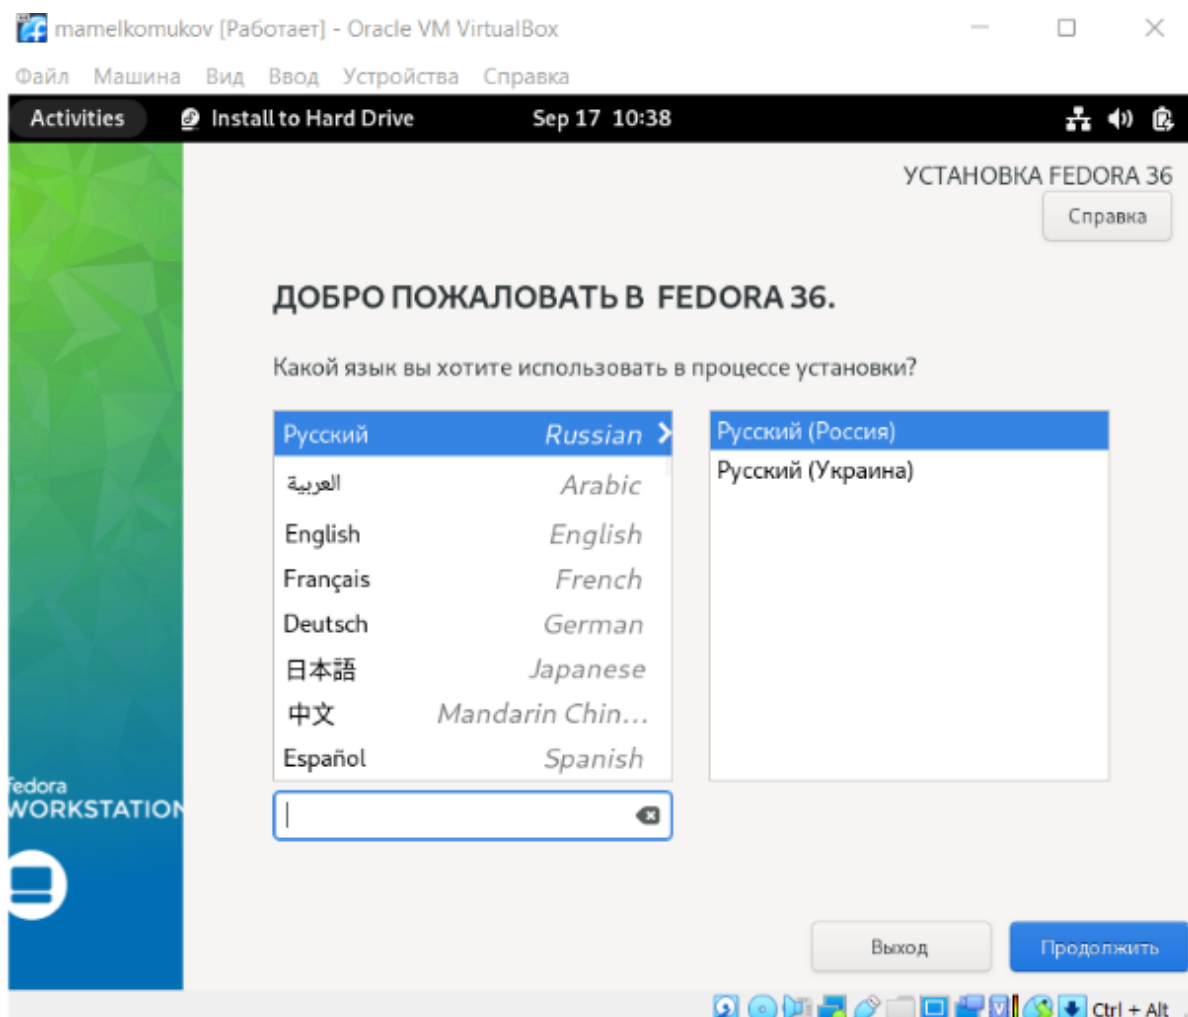 mamelkomukov [Работает] - Oracle VM VirtualBox
Файл Машина Вид Ввод Устройства Справка
Activities Install to Hard Drive Sep 17 10:38
УСТАНОВКА FEDORA 36
Справка
ДОБРО ПОЖАЛОВАТЬ В FEDORA 36.
Какой язык вы хотите использовать в процессе установки?
Русский Russian
العربية Arabic
English English
Français French
Deutsch German
日本語 Japanese
中文 Mandarin Chin...
Español Spanish
Русский (Россия)
Русский (Украина)
fedora
WORKSTATION
Выход Продолжить
Ctrl + Alt